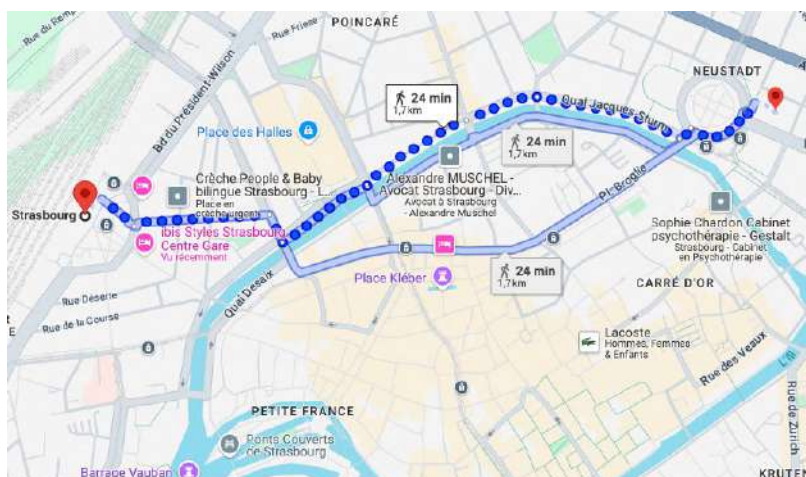 POINCARÉ
Rue Friese
Bd du Président-Wilson
NEUSTADT
24 min
1,7 km
Quai Jacques Sturm
Place des Halles
24 min
1,7 km
Crèche People & Baby
bilingue Strasbourg - L...
Place en
crèche urgent
Alexandre MUSCHEL -
Avocat Strasbourg - Div...
Avocat à Strasbourg
- Alexandre Muschel
Pl. Broglie
Strasbourg
ibis Styles Strasbourg
Centre Gare
Vu récemment
Sophie Chardon Cabinet
psychothérapie - Gestalt
Strasbourg - Cabinet
en Psychothérapie
Quai Desaix
Place Kléber
24 min
1,7 km
CARRÉ D'OR
Rue Déserte
Rue de la Course
Lacoste
Hommes, Femmes
& Enfants
Rue des Veaux
L'Ill
Rue de Zurich
PETITE FRANCE
Ponts Couverts
de Strasbourg
Barrage Vauban
KRUTEN